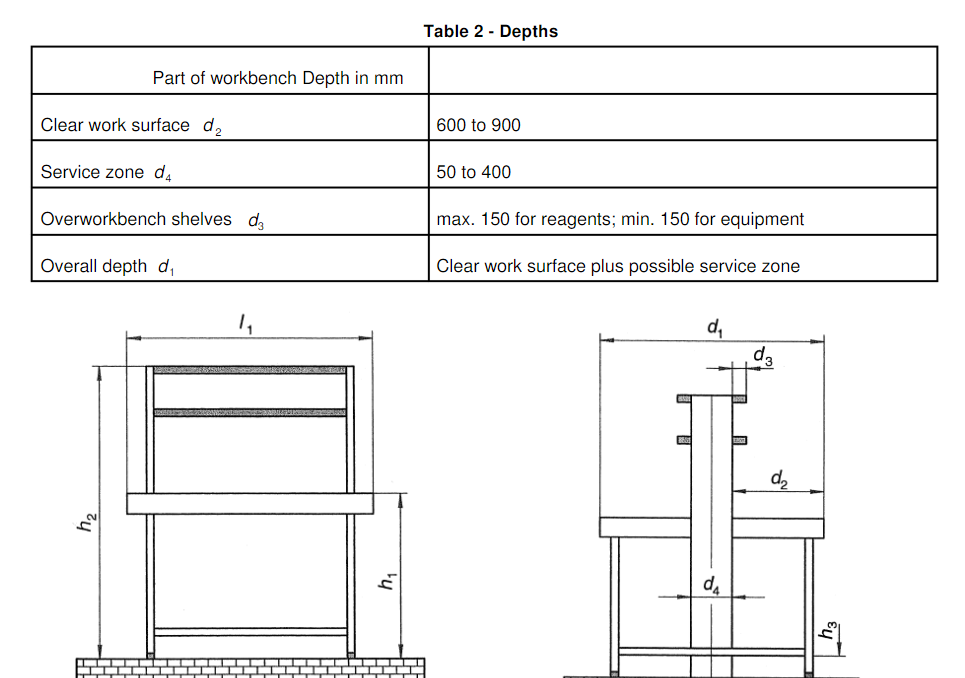 Table 2 - Depths
Part of workbench Depth in mm
Clear work surface d2
600 to 900
Service zone d4
50 to 400
Overworkbench shelves d3
max. 150 for reagents; min. 150 for equipment
Overall depth d1
Clear work surface plus possible service zone
l1
d1
d3
d2
h2
h1
d4
h3